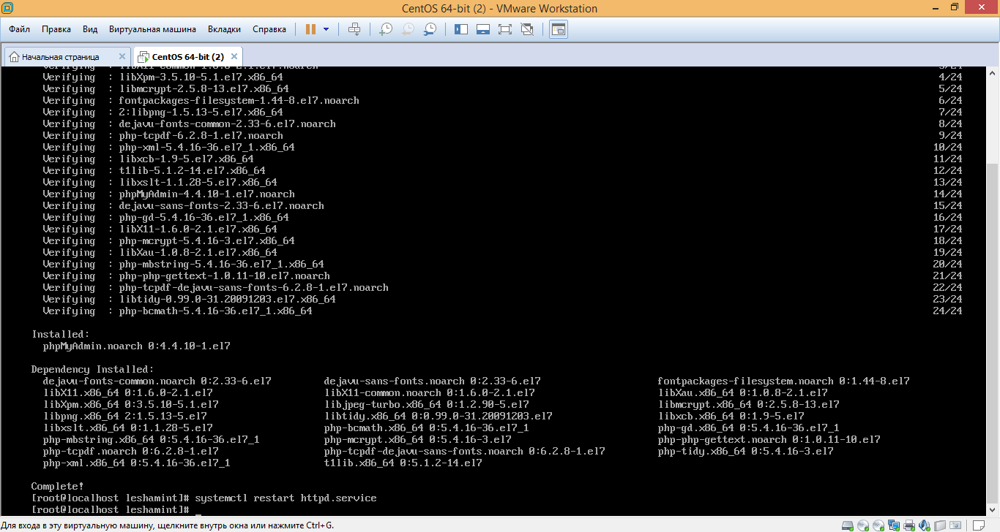 CentOS 64-bit (2) - VMware Workstation
Файл Правка Вид Виртуальная машина Вкладки Справка
Начальная страница CentOS 64-bit (2)
Verifying : libX11-common-1.6.0-2.1.el7.noarch 3/24
Verifying : libXpm-3.5.10-5.1.el7.x86_64 4/24
Verifying : libmcrypt-2.5.8-13.el7.x86_64 5/24
Verifying : fontpackages-filesystem-1.44-8.el7.noarch 6/24
Verifying : 2:libpng-1.5.13-5.el7.x86_64 7/24
Verifying : dejavu-fonts-common-2.33-6.el7.noarch 8/24
Verifying : php-tcpdf-6.2.8-1.el7.noarch 9/24
Verifying : php-xml-5.4.16-36.el7_1.x86_64 10/24
Verifying : libxcb-1.9-5.el7.x86_64 11/24
Verifying : t1lib-5.1.2-14.el7.x86_64 12/24
Verifying : libxslt-1.1.28-5.el7.x86_64 13/24
Verifying : phpMyAdmin-4.4.10-1.el7.noarch 14/24
Verifying : dejavu-sans-fonts-2.33-6.el7.noarch 15/24
Verifying : php-gd-5.4.16-36.el7_1.x86_64 16/24
Verifying : libX11-1.6.0-2.1.el7.x86_64 17/24
Verifying : php-mcrypt-5.4.16-3.el7.x86_64 18/24
Verifying : libXau-1.0.8-2.1.el7.x86_64 19/24
Verifying : php-mbstring-5.4.16-36.el7_1.x86_64 20/24
Verifying : php-php-gettext-1.0.11-10.el7.noarch 21/24
Verifying : php-tcpdf-dejavu-sans-fonts-6.2.8-1.el7.noarch 22/24
Verifying : libtidy-0.99.0-31.20091203.el7.x86_64 23/24
Verifying : php-bcmath-5.4.16-36.el7_1.x86_64 24/24
Installed:
phpMyAdmin.noarch 0:4.4.10-1.el7
Dependency Installed:
dejavu-fonts-common.noarch 0:2.33-6.el7 dejavu-sans-fonts.noarch 0:2.33-6.el7 fontpackages-filesystem.noarch 0:1.44-8.el7
libX11.x86_64 0:1.6.0-2.1.el7 libX11-common.noarch 0:1.6.0-2.1.el7 libXau.x86_64 0:1.0.8-2.1.el7
libXpm.x86_64 0:3.5.10-5.1.el7 libjpeg-turbo.x86_64 0:1.2.90-5.el7 libmcrypt.x86_64 0:2.5.8-13.el7
libpng.x86_64 2:1.5.13-5.el7 libtidy.x86_64 0:0.99.0-31.20091203.el7 libxcb.x86_64 0:1.9-5.el7
libxslt.x86_64 0:1.1.28-5.el7 php-bcmath.x86_64 0:5.4.16-36.el7_1 php-gd.x86_64 0:5.4.16-36.el7_1
php-mbstring.x86_64 0:5.4.16-36.el7_1 php-mcrypt.x86_64 0:5.4.16-3.el7 php-php-gettext.noarch 0:1.0.11-10.el7
php-tcpdf.noarch 0:6.2.8-1.el7 php-tcpdf-dejavu-sans-fonts.noarch 0:6.2.8-1.el7 php-tidy.x86_64 0:5.4.16-3.el7
php-xml.x86_64 0:5.4.16-36.el7_1 t1lib.x86_64 0:5.1.2-14.el7
Complete!
[root@localhost leshamint]# systemctl restart httpd.service
[root@localhost leshamint]# _
Для входа в эту виртуальную машину, щелкните внутрь окна или нажмите Ctrl+G.